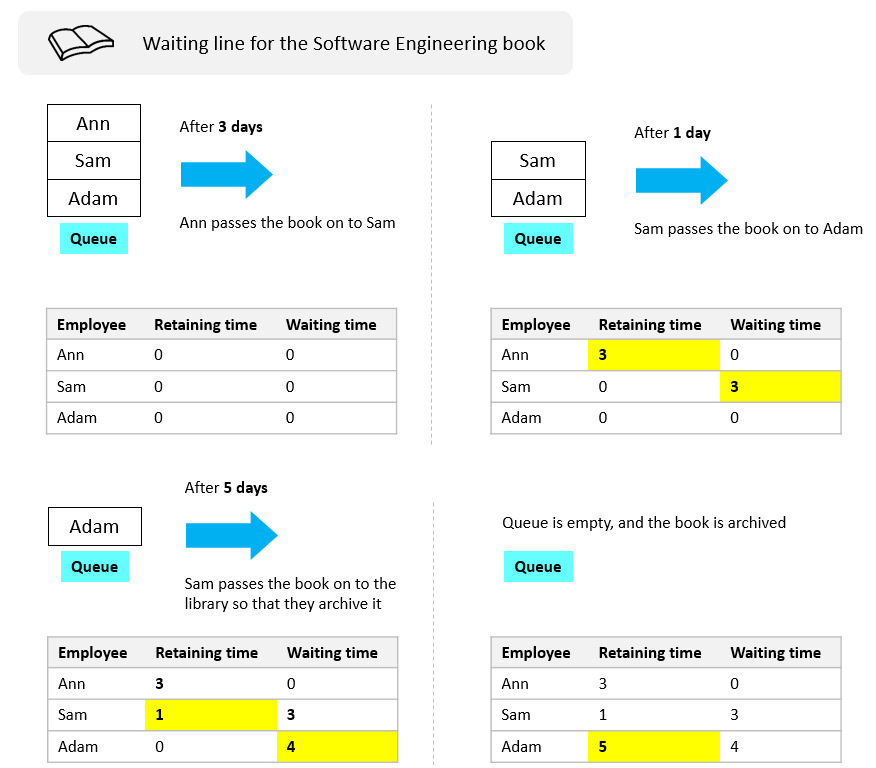 Waiting line for the Software Engineering book
Ann
Sam
Adam
Queue
After 3 days
Ann passes the book on to Sam
Employee Retaining time Waiting time
Ann 0 0
Sam 0 0
Adam 0 0
Sam
Adam
Queue
After 1 day
Sam passes the book on to Adam
Employee Retaining time Waiting time
Ann 3 0
Sam 0 3
Adam 0 0
Adam
Queue
After 5 days
Sam passes the book on to the
library so that they archive it
Employee Retaining time Waiting time
Ann 3 0
Sam 1 3
Adam 0 4
Queue is empty, and the book is archived
Queue
Employee Retaining time Waiting time
Ann 3 0
Sam 1 3
Adam 5 4